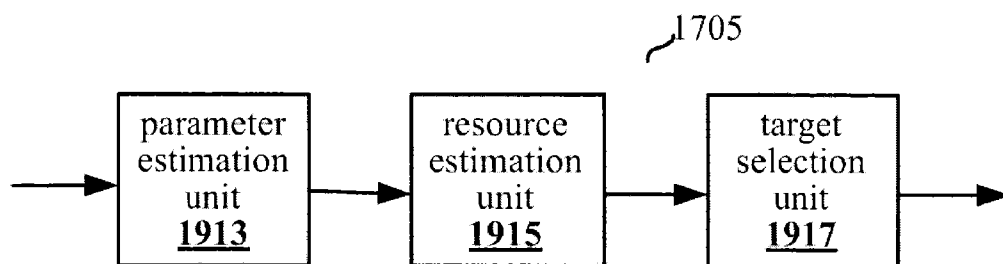 1705
parameter
estimation
unit
1913
resource
estimation
unit
1915
target
selection
unit
1917